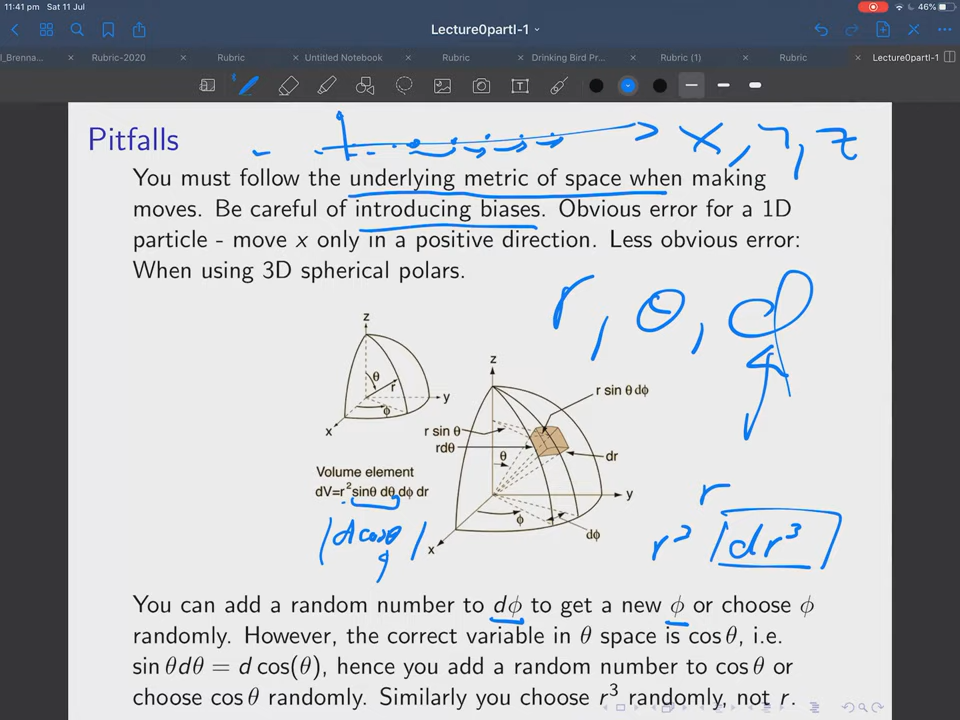 11:41 pm Sat 11 Jul
46%
Lecture0partI-1
I_Brenna...
Rubric-2020
Rubric
Untitled Notebook
Rubric
Drinking Bird Pr...
Rubric (1)
Rubric
Lecture0partI-1
Pitfalls
x, y, z
You must follow the underlying metric of space when making
moves. Be careful of introducing biases. Obvious error for a 1D
particle - move x only in a positive direction. Less obvious error:
When using 3D spherical polars.
r, θ, φ
z
θ
r
y
ϕ
x
z
r sin θ dϕ
r sin θ
rdθ
θ
dr
y
ϕ
dϕ
x
Volume element
dV=r²sinθ dθ dϕ dr
|d cosθ|
r
r² |dr³|
You can add a random number to dϕ to get a new ϕ or choose ϕ
randomly. However, the correct variable in θ space is cos θ, i.e.
sin θdθ = d cos(θ), hence you add a random number to cos θ or
choose cos θ randomly. Similarly you choose r³ randomly, not r.